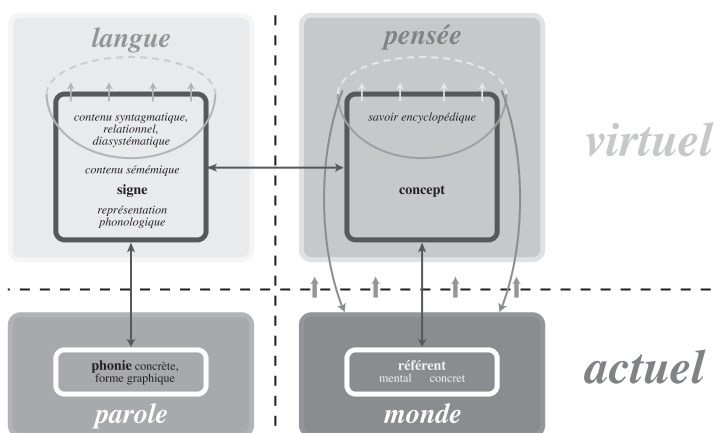 langue
contenu syntagmatique,
relationnel,
diasystématique
contenu sémémique
signe
représentation
phonologique
pensée
savoir encyclopédique
concept
virtuel
phonie concrète,
forme graphique
parole
référent
mental concret
monde
actuel